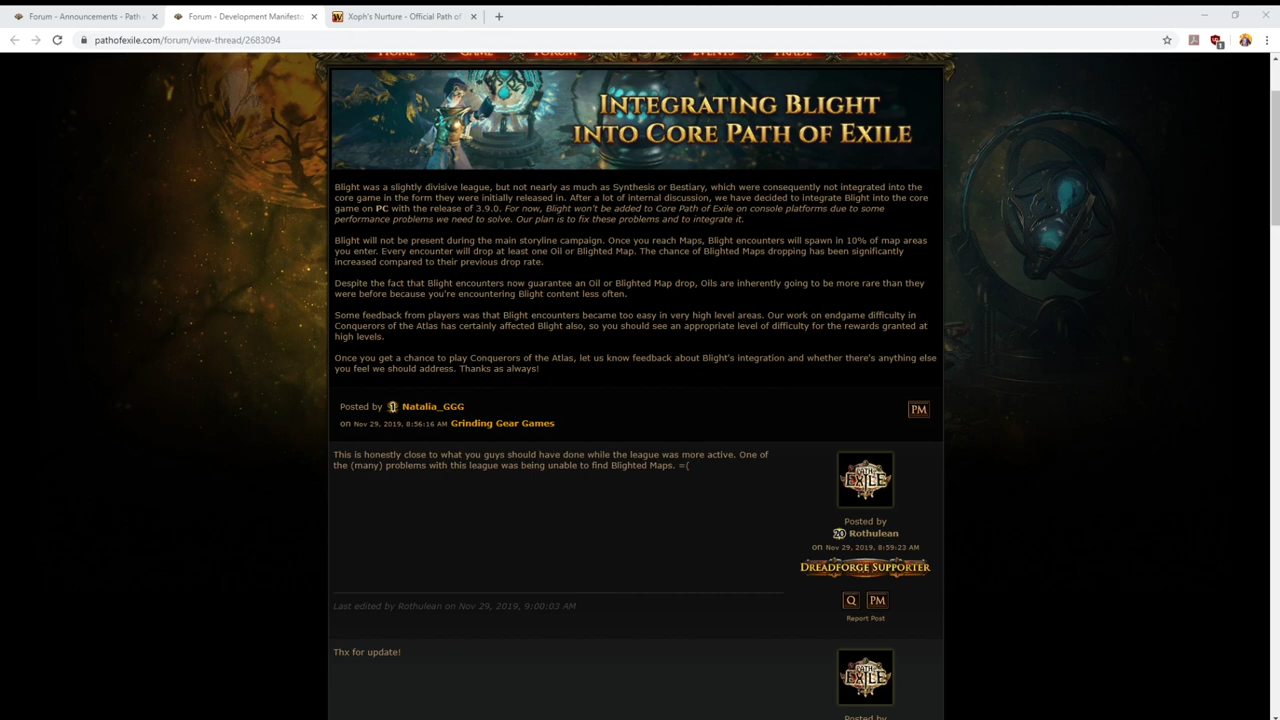 Forum - Announcements - Path
Forum - Development Manifesto
Xoph's Nurture - Official Path of
pathofexile.com/forum/view-thread/2683094
HOME GAME FORUM EVENTS TRADE SHOP
INTEGRATING BLIGHT
INTO CORE PATH OF EXILE
Blight was a slightly divisive league, but not nearly as much as Synthesis or Bestiary, which were consequently not integrated into the
core game in the form they were initially released in. After a lot of internal discussion, we have decided to integrate Blight into the core
game on PC with the release of 3.9.0. For now, Blight won't be added to Core Path of Exile on console platforms due to some
performance problems we need to solve. Our plan is to fix these problems and to integrate it.
Blight will not be present during the main storyline campaign. Once you reach Maps, Blight encounters will spawn in 10% of map areas
you enter. Every encounter will drop at least one Oil or Blighted Map. The chance of Blighted Maps dropping has been significantly
increased compared to their previous drop rate.
Despite the fact that Blight encounters now guarantee an Oil or Blighted Map drop, Oils are inherently going to be more rare than they
were before because you're encountering Blight content less often.
Some feedback from players was that Blight encounters became too easy in very high level areas. Our work on endgame difficulty in
Conquerors of the Atlas has certainly affected Blight also, so you should see an appropriate level of difficulty for the rewards granted at
high levels.
Once you get a chance to play Conquerors of the Atlas, let us know feedback about Blight's integration and whether there's anything else
you feel we should address. Thanks as always!
Posted by Natalia_GGG
on Nov 29, 2019, 8:56:16 AM Grinding Gear Games
PM
This is honestly close to what you guys should have done while the league was more active. One of
the (many) problems with this league was being unable to find Blighted Maps. =(
PATH OF EXILE
Posted by
20 Rothulean
on Nov 29, 2019, 8:59:23 AM
DREADFORGE SUPPORTER
Q PM
Report Post
Last edited by Rothulean on Nov 29, 2019, 9:00:03 AM
Thx for update!
PATH OF EXILE
Posted by